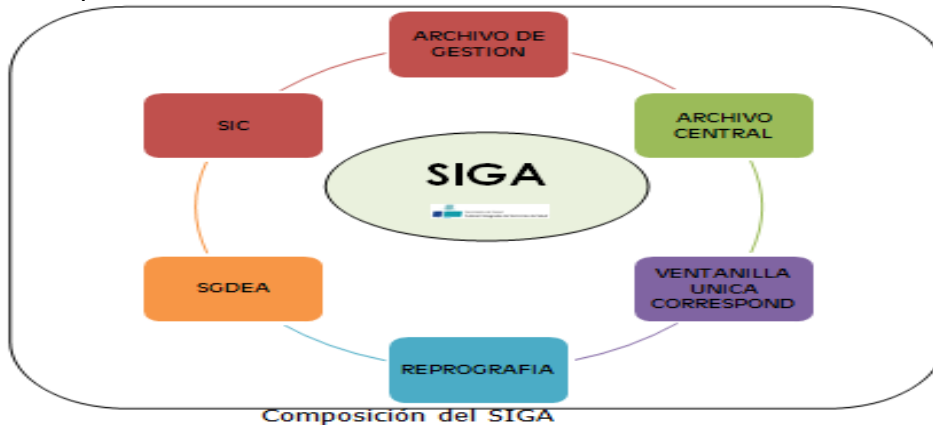 ARCHIVO DE
GESTION
SIC
ARCHIVO
CENTRAL
SIGA
SGDEA
VENTANILLA
UNICA
CORRESPOND
REPROGRAFIA
Composición del SIGA